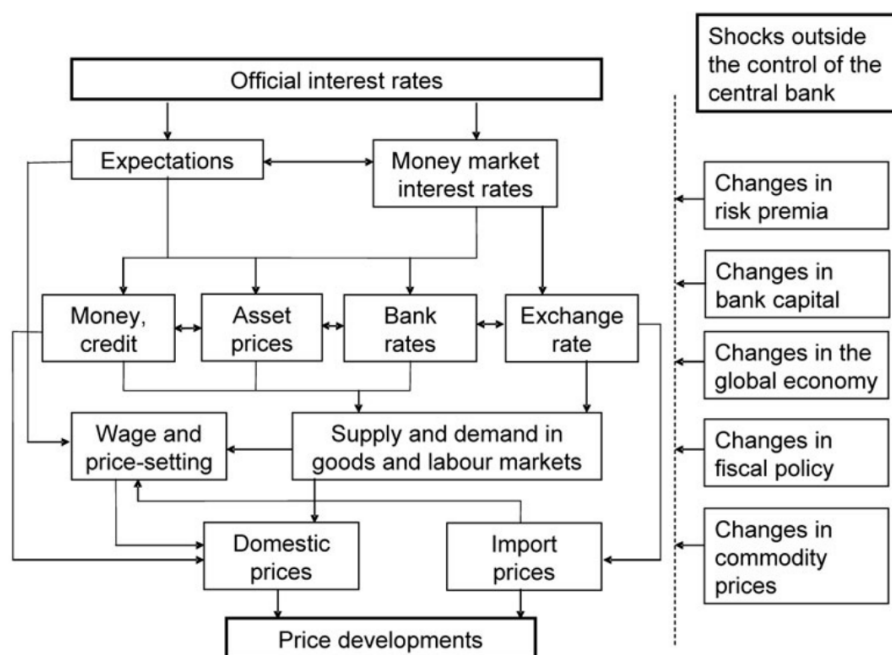 Official interest rates
Shocks outside
the control of the
central bank
Expectations
Money market
interest rates
Changes in
risk premia
Changes in
bank capital
Money,
credit
Asset
prices
Bank
rates
Exchange
rate
Changes in the
global economy
Wage and
price-setting
Supply and demand in
goods and labour markets
Changes in
fiscal policy
Domestic
prices
Import
prices
Changes in
commodity
prices
Price developments